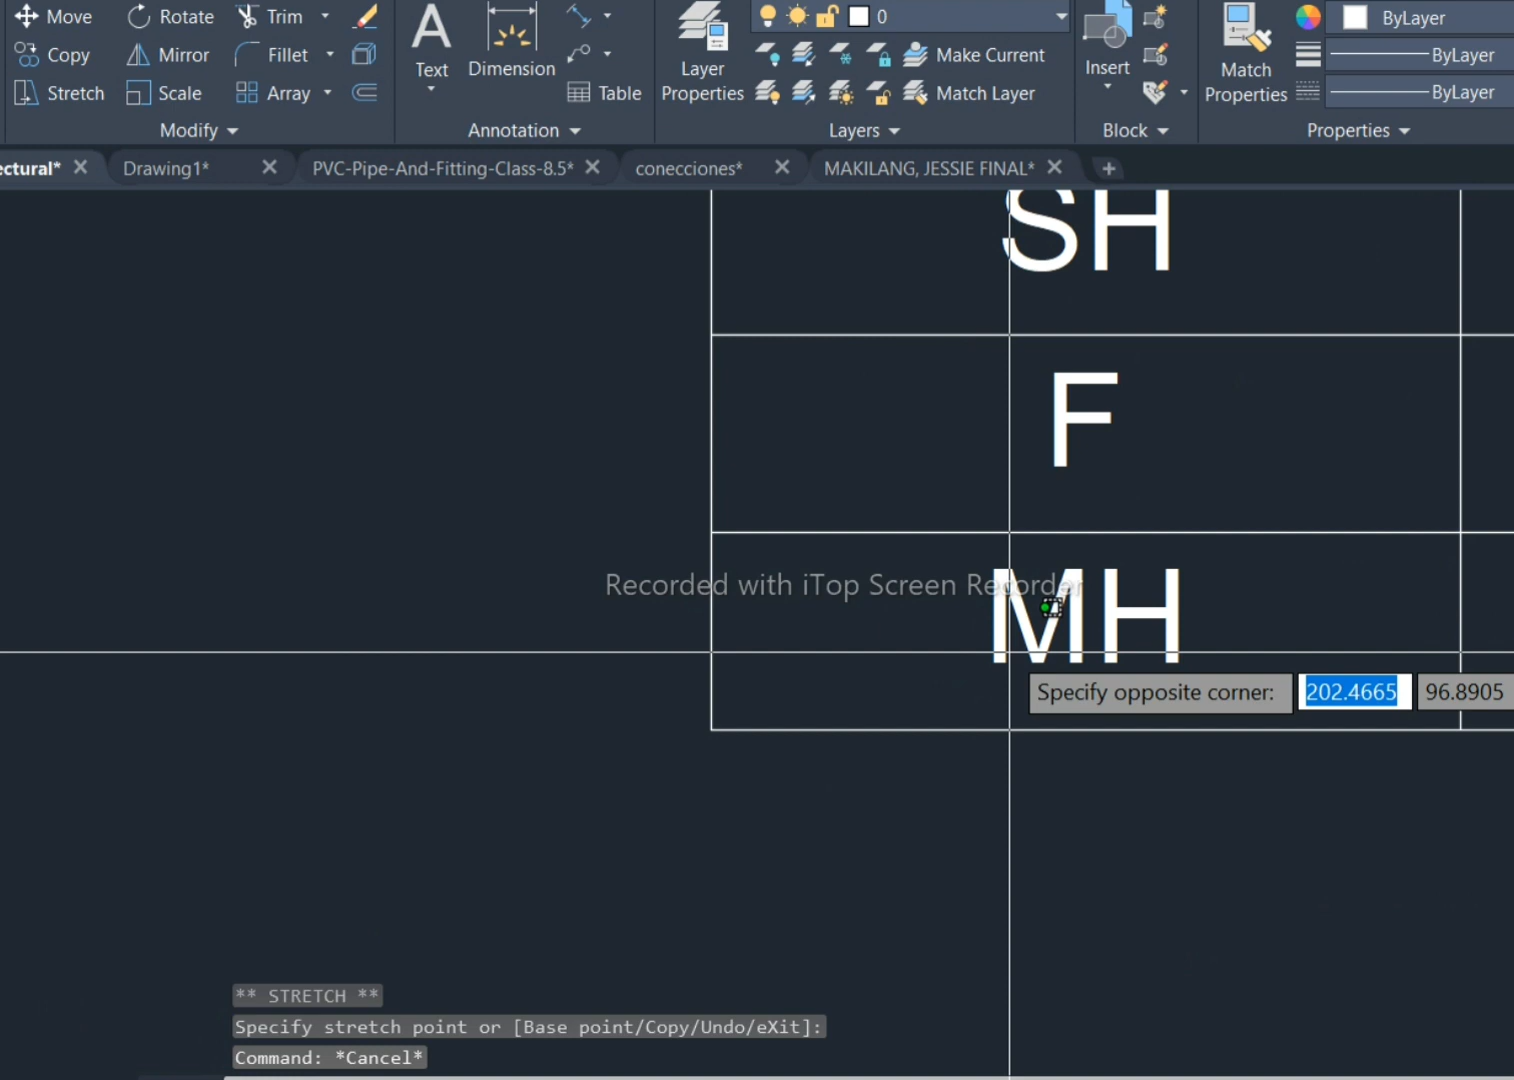 Move Rotate Trim
Copy Mirror Fillet
Stretch Scale Array
Modify
Text Dimension
Table
Annotation
Layer Properties
0
Make Current
Match Layer
Layers
Insert
Block
Match Properties
ByLayer
ByLayer
ByLayer
Properties
ectural* Drawing1* PVC-Pipe-And-Fitting-Class-8.5* conecciones* MAKILANG, JESSIE FINAL*
SH
F
Recorded with iTop Screen Recorder
MH
Specify opposite corner: 202.4665 96.8905
** STRETCH **
Specify stretch point or [Base point/Copy/Undo/eXit]:
Command: *Cancel*